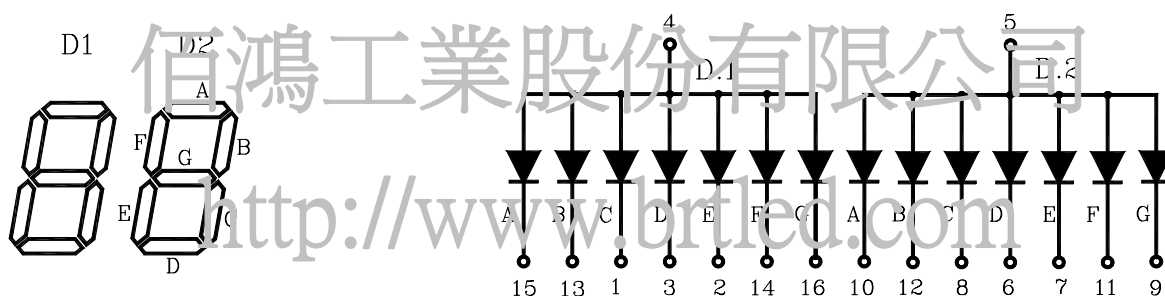 佰鴻工業股份有限公司
D1 D2
4 5
D.1 D.2
A
F B
G
E C
D
A B C D E F G A B C D E F G
http://www.brtled.com
15 13 1 3 2 14 16 10 12 8 6 7 11 9